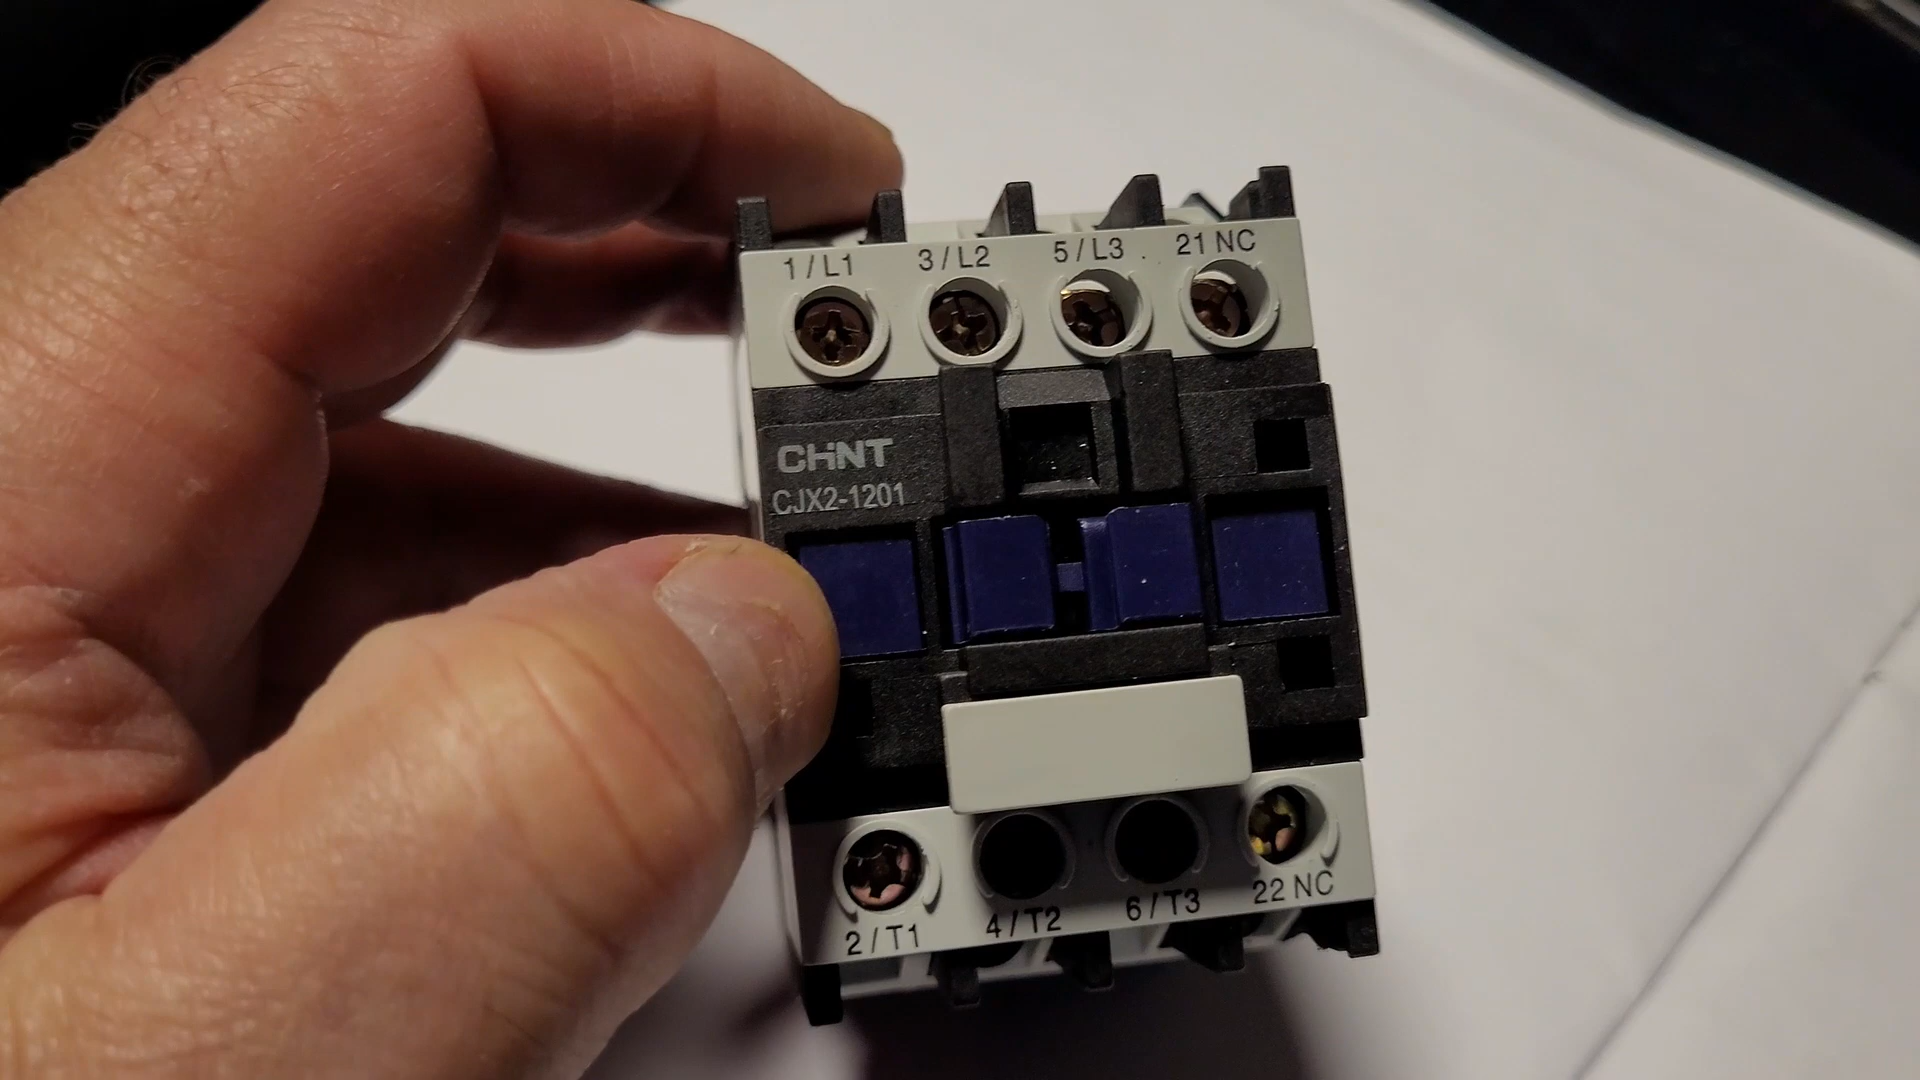 1/L1 3/L2 5/L3 21 NC
CHNT
CJX2-1201
2/T1 4/T2 6/T3 22 NC